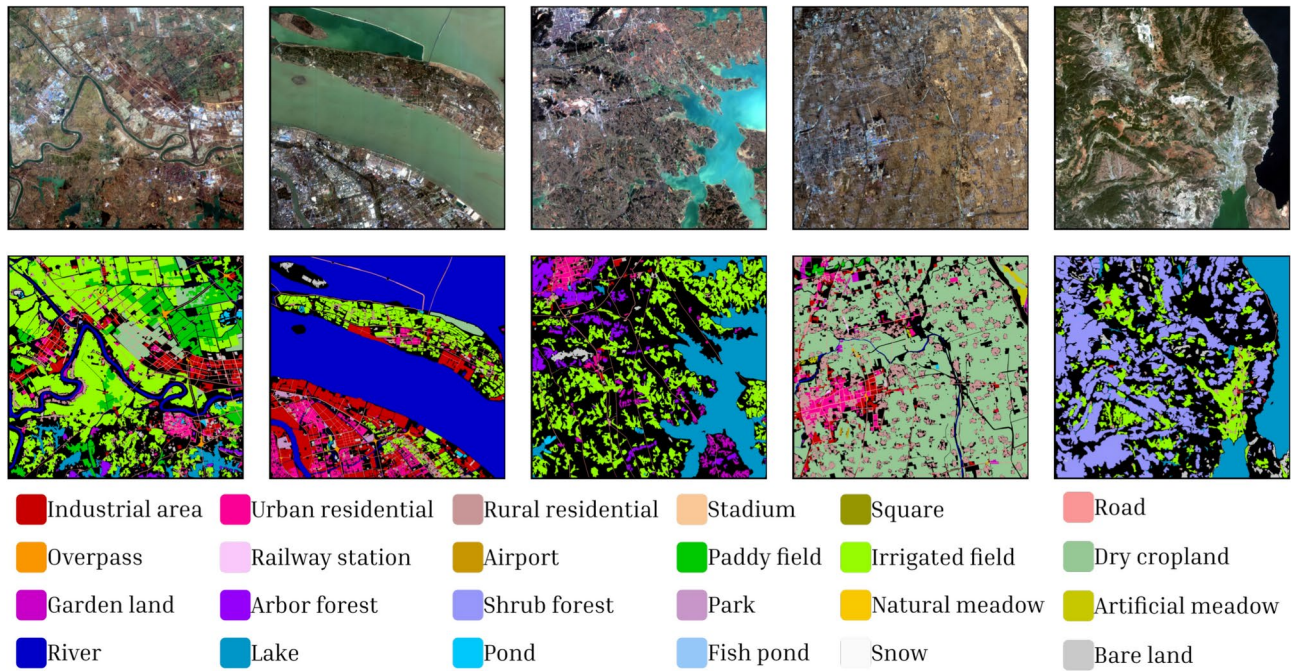 Industrial area Urban residential Rural residential Stadium Square Road
Overpass Railway station Airport Paddy field Irrigated field Dry cropland
Garden land Arbor forest Shrub forest Park Natural meadow Artificial meadow
River Lake Pond Fish pond Snow Bare land